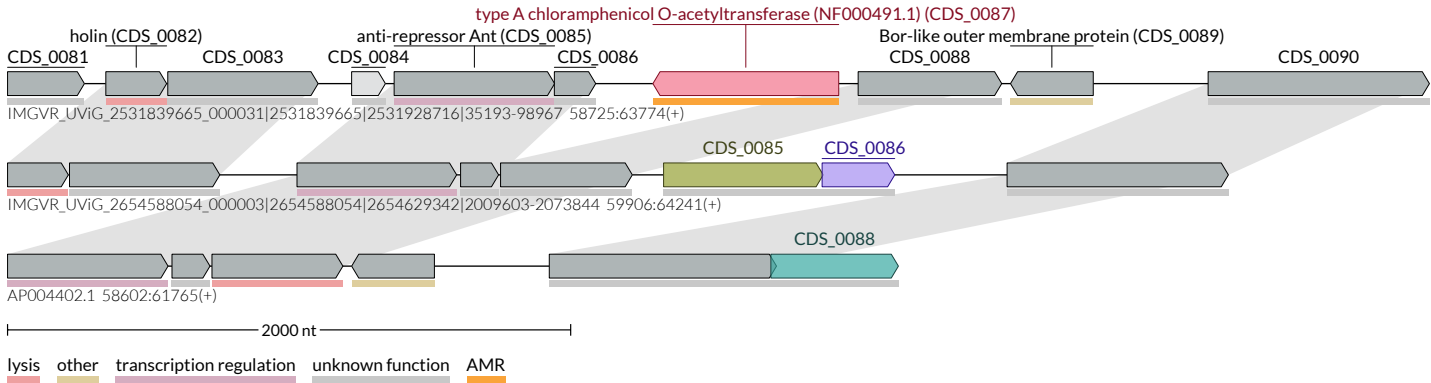 type A chloramphenicol O-acetyltransferase (NF000491.1) (CDS_0087)
holin (CDS_0082) anti-repressor Ant (CDS_0085) Bor-like outer membrane protein (CDS_0089)
CDS_0081 CDS_0083 CDS_0084 CDS_0086 CDS_0088 CDS_0090
IMGVR_UViG_2531839665_000031|2531839665|2531928716|35193-98967 58725:63774(+)
CDS_0085 CDS_0086
IMGVR_UViG_2654588054_000003|2654588054|2654629342|2009603-2073844 59906:64241(+)
CDS_0088
AP004402.1 58602:61765(+)
2000 nt
lysis other transcription regulation unknown function AMR